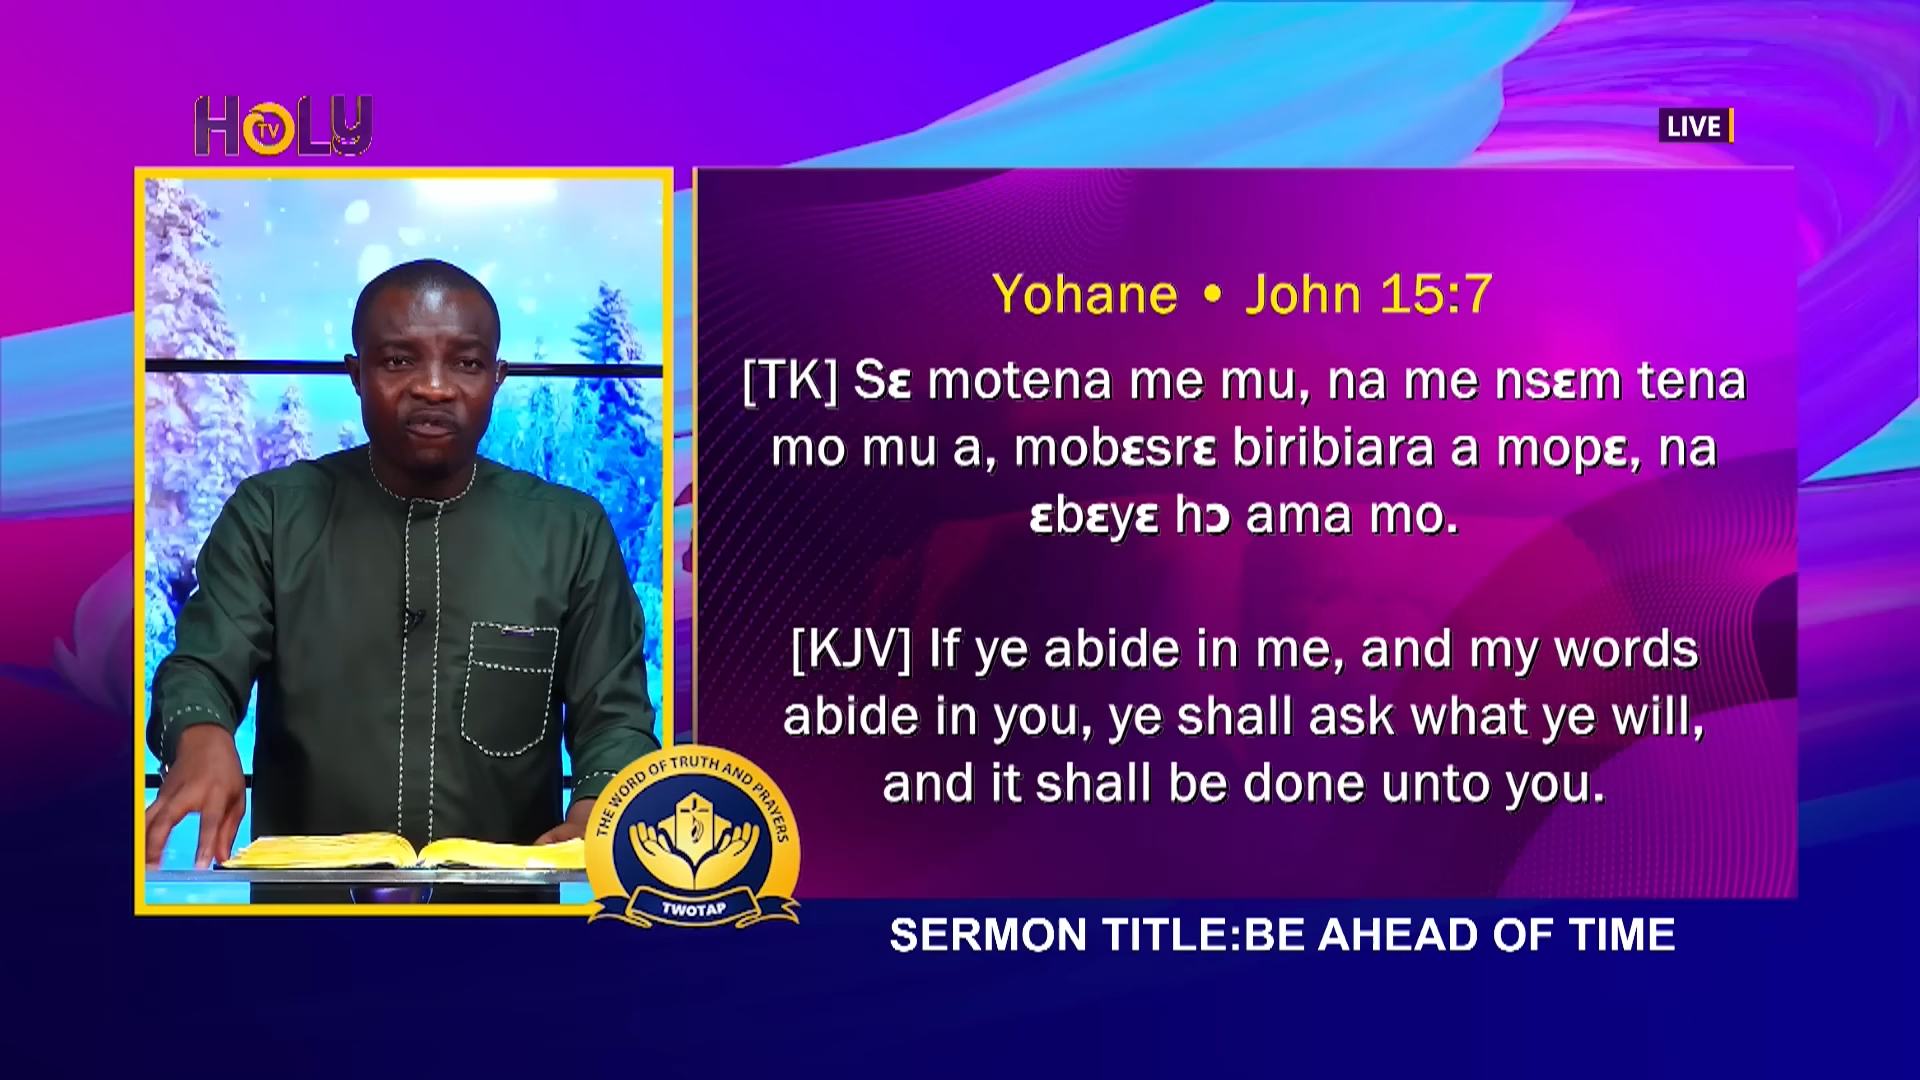 HOLY
TV
LIVE
Yohane • John 15:7
[TK] Sɛ motena me mu, na me nsɛm tena
mo mu a, mobɛsrɛ biribiara a mopɛ, na
ɛbɛyɛ hɔ ama mo.
[KJV] If ye abide in me, and my words
abide in you, ye shall ask what ye will,
and it shall be done unto you.
THE WORD OF TRUTH AND PRAYERS
TWOTAP
SERMON TITLE:BE AHEAD OF TIME